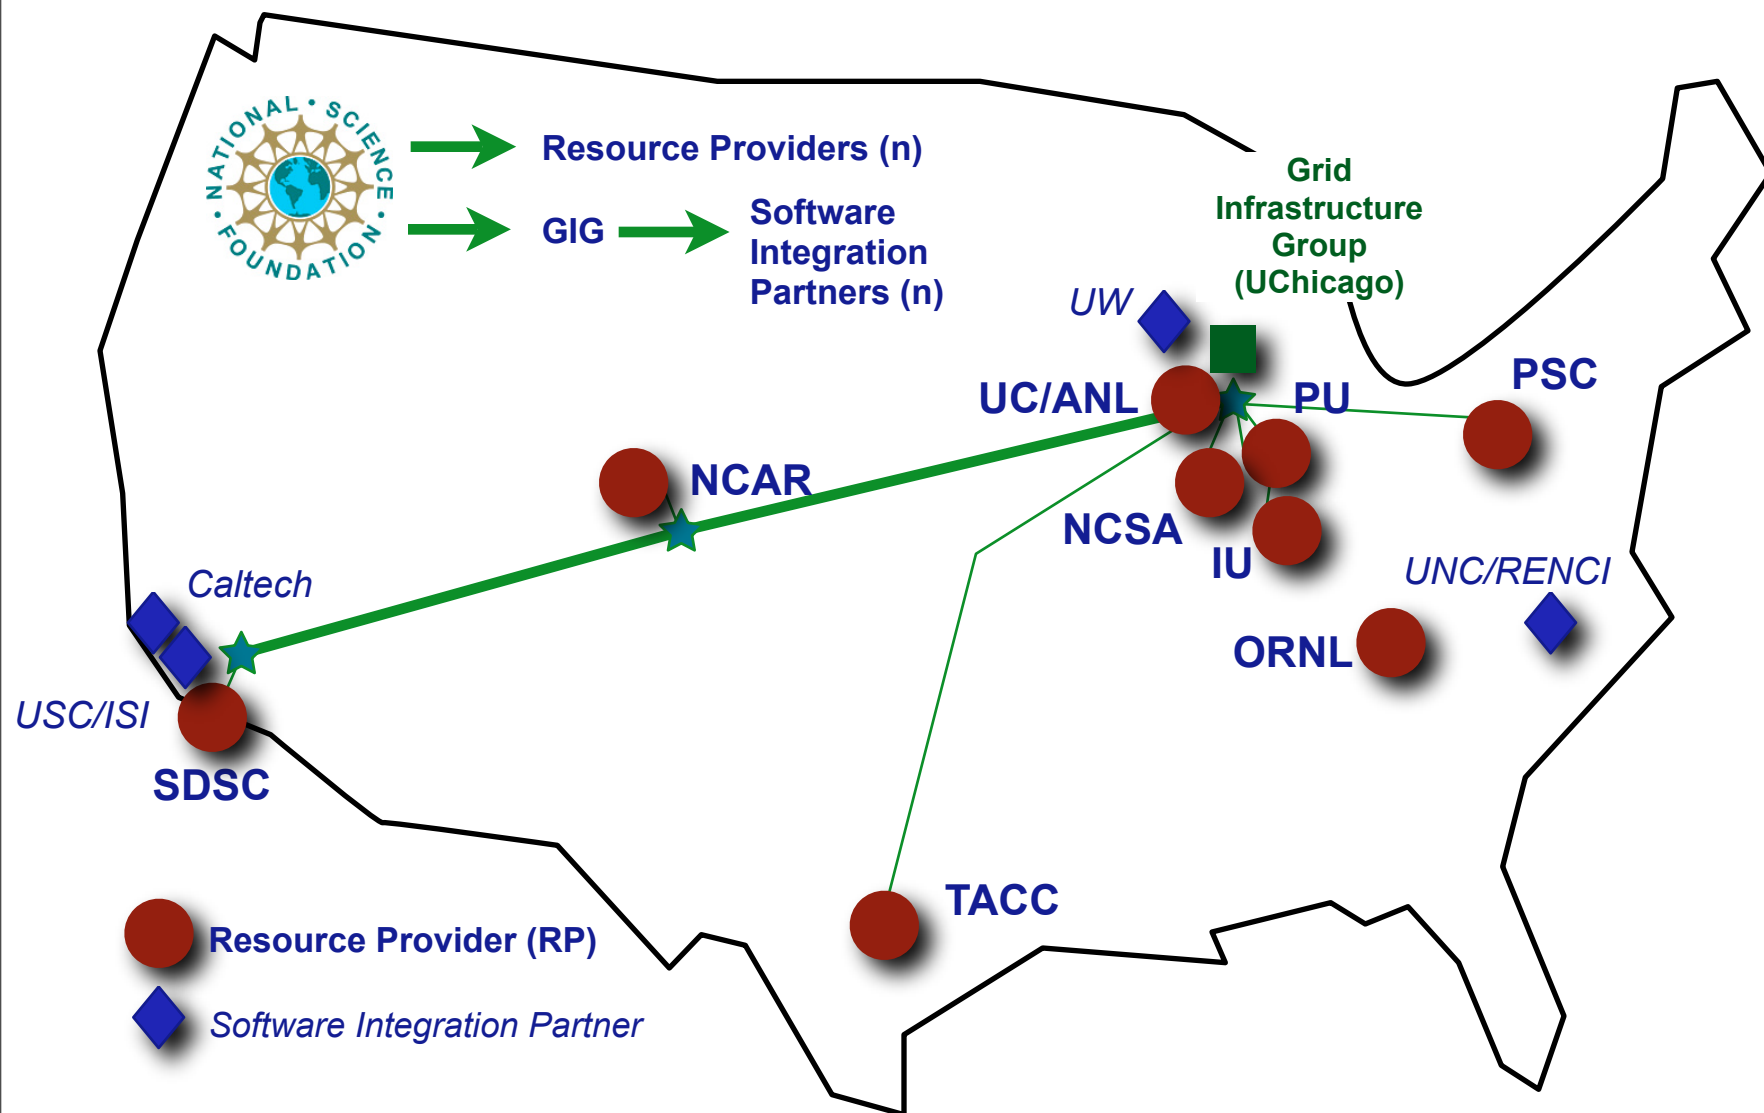 NATIONAL • SCIENCE • FOUNDATION •
Resource Providers (n)
GIG
Software
Integration
Partners (n)
Grid
Infrastructure
Group
(UChicago)
UW
UC/ANL
PU
PSC
NCAR
NCSA
IU
UNC/RENCI
Caltech
ORNL
USC/ISI
SDSC
TACC
Resource Provider (RP)
Software Integration Partner